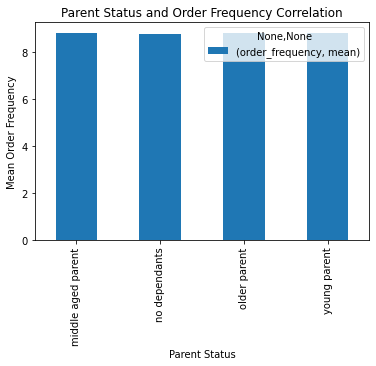 Parent Status and Order Frequency Correlation
None,None
(order_frequency, mean)
Mean Order Frequency
8
6
4
2
0
middle aged parent
no dependants
older parent
young parent
Parent Status